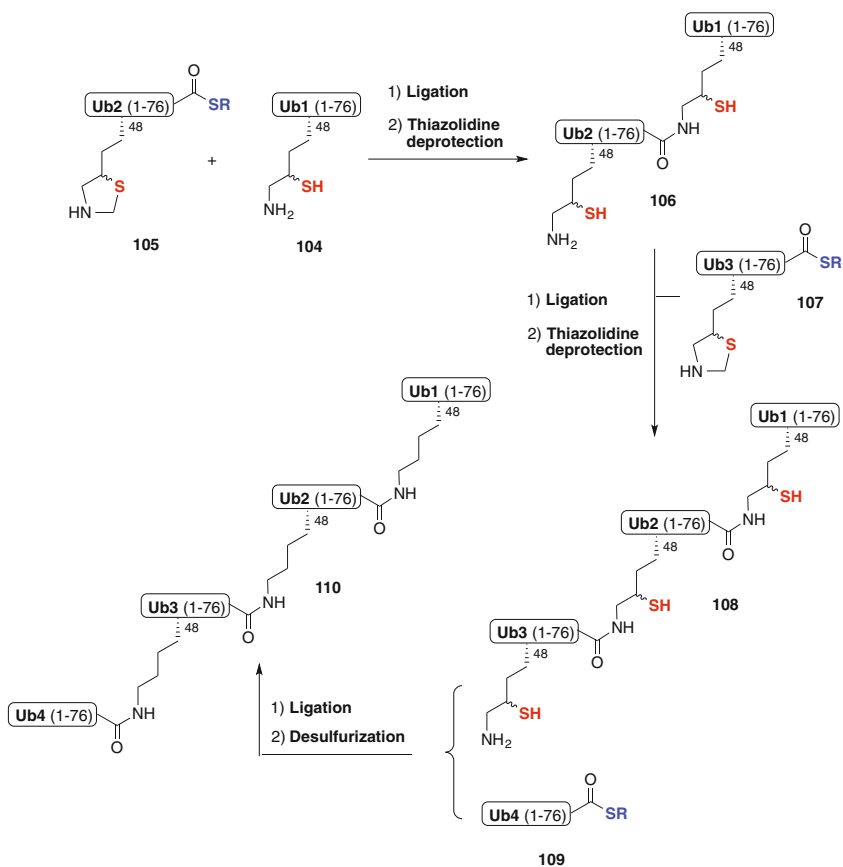 Ub1 (1-76)
48
SH
NH
O
Ub2 (1-76)
48
SH
NH2
106
O
SR
Ub2 (1-76)
48
S
HN
105
+
Ub1 (1-76)
48
SH
NH2
104
1) Ligation
2) Thiazolidine
deprotection
O
SR
Ub3 (1-76)
48
S
HN
107
1) Ligation
2) Thiazolidine
deprotection
Ub1 (1-76)
48
SH
NH
O
Ub2 (1-76)
48
SH
NH
O
Ub3 (1-76)
48
SH
NH2
108
O
SR
Ub4 (1-76)
109
1) Ligation
2) Desulfurization
Ub1 (1-76)
48
NH
O
Ub2 (1-76)
48
NH
O
Ub3 (1-76)
48
NH
O
Ub4 (1-76)
110